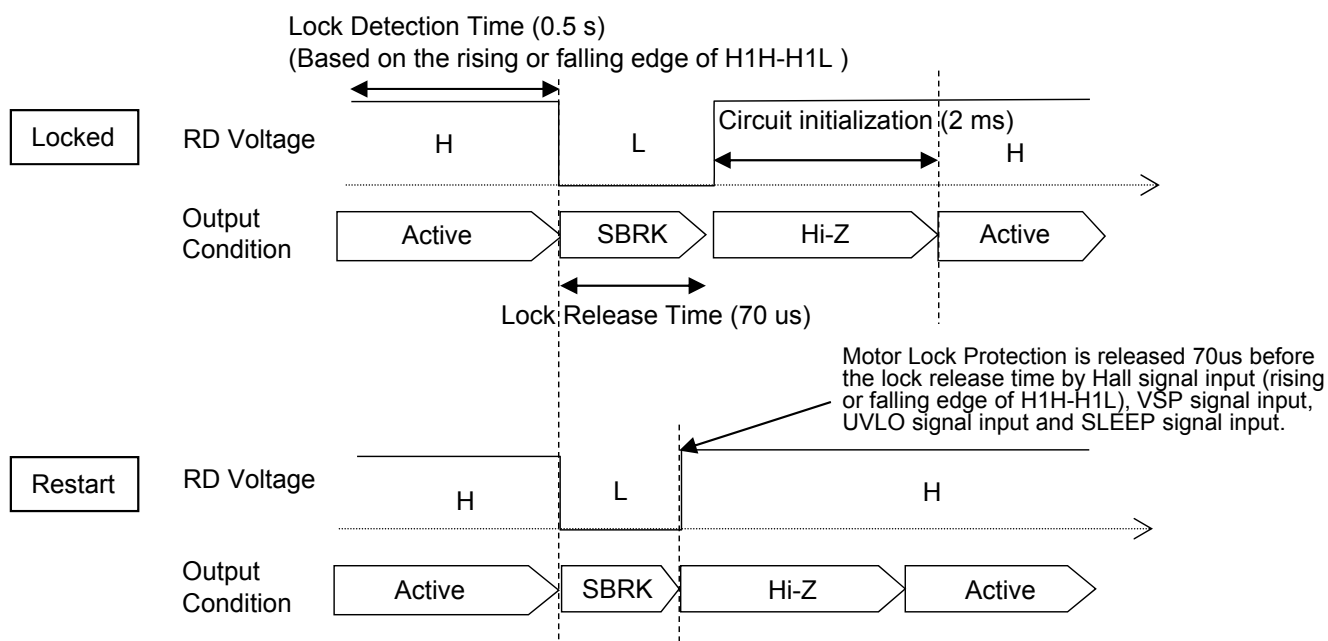 Lock Detection Time (0.5 s)
(Based on the rising or falling edge of H1H-H1L )
Locked
RD Voltage
H
L
Circuit initialization (2 ms)
H
Output
Condition
Active
SBRK
Hi-Z
Active
Lock Release Time (70 us)
Motor Lock Protection is released 70us before
the lock release time by Hall signal input (rising
or falling edge of H1H-H1L), VSP signal input,
UVLO signal input and SLEEP signal input.
Restart
RD Voltage
H
L
H
Output
Condition
Active
SBRK
Hi-Z
Active